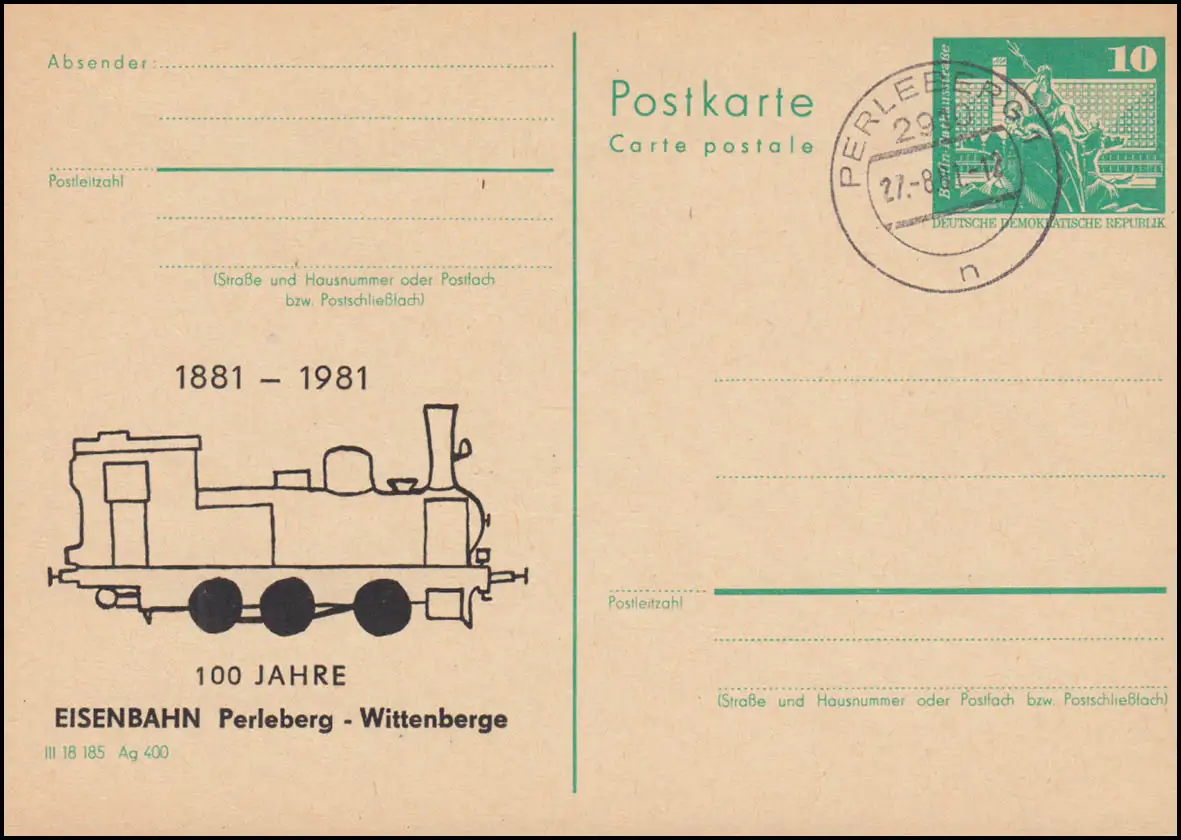 Absender:
Postleitzahl
(Straße und Hausnummer oder Postfach
bzw. Postschließfach)
1881 – 1981
100 JAHRE
EISENBAHN Perleberg - Wittenberge
III 18 185 Ag 400
Postkarte
Carte postale
10
DEUTSCHE DEMOKRATISCHE REPUBLIK
PERLEBERG 1
n
Postleitzahl
(Straße und Hausnummer oder Postfach bzw. Postschließfach)